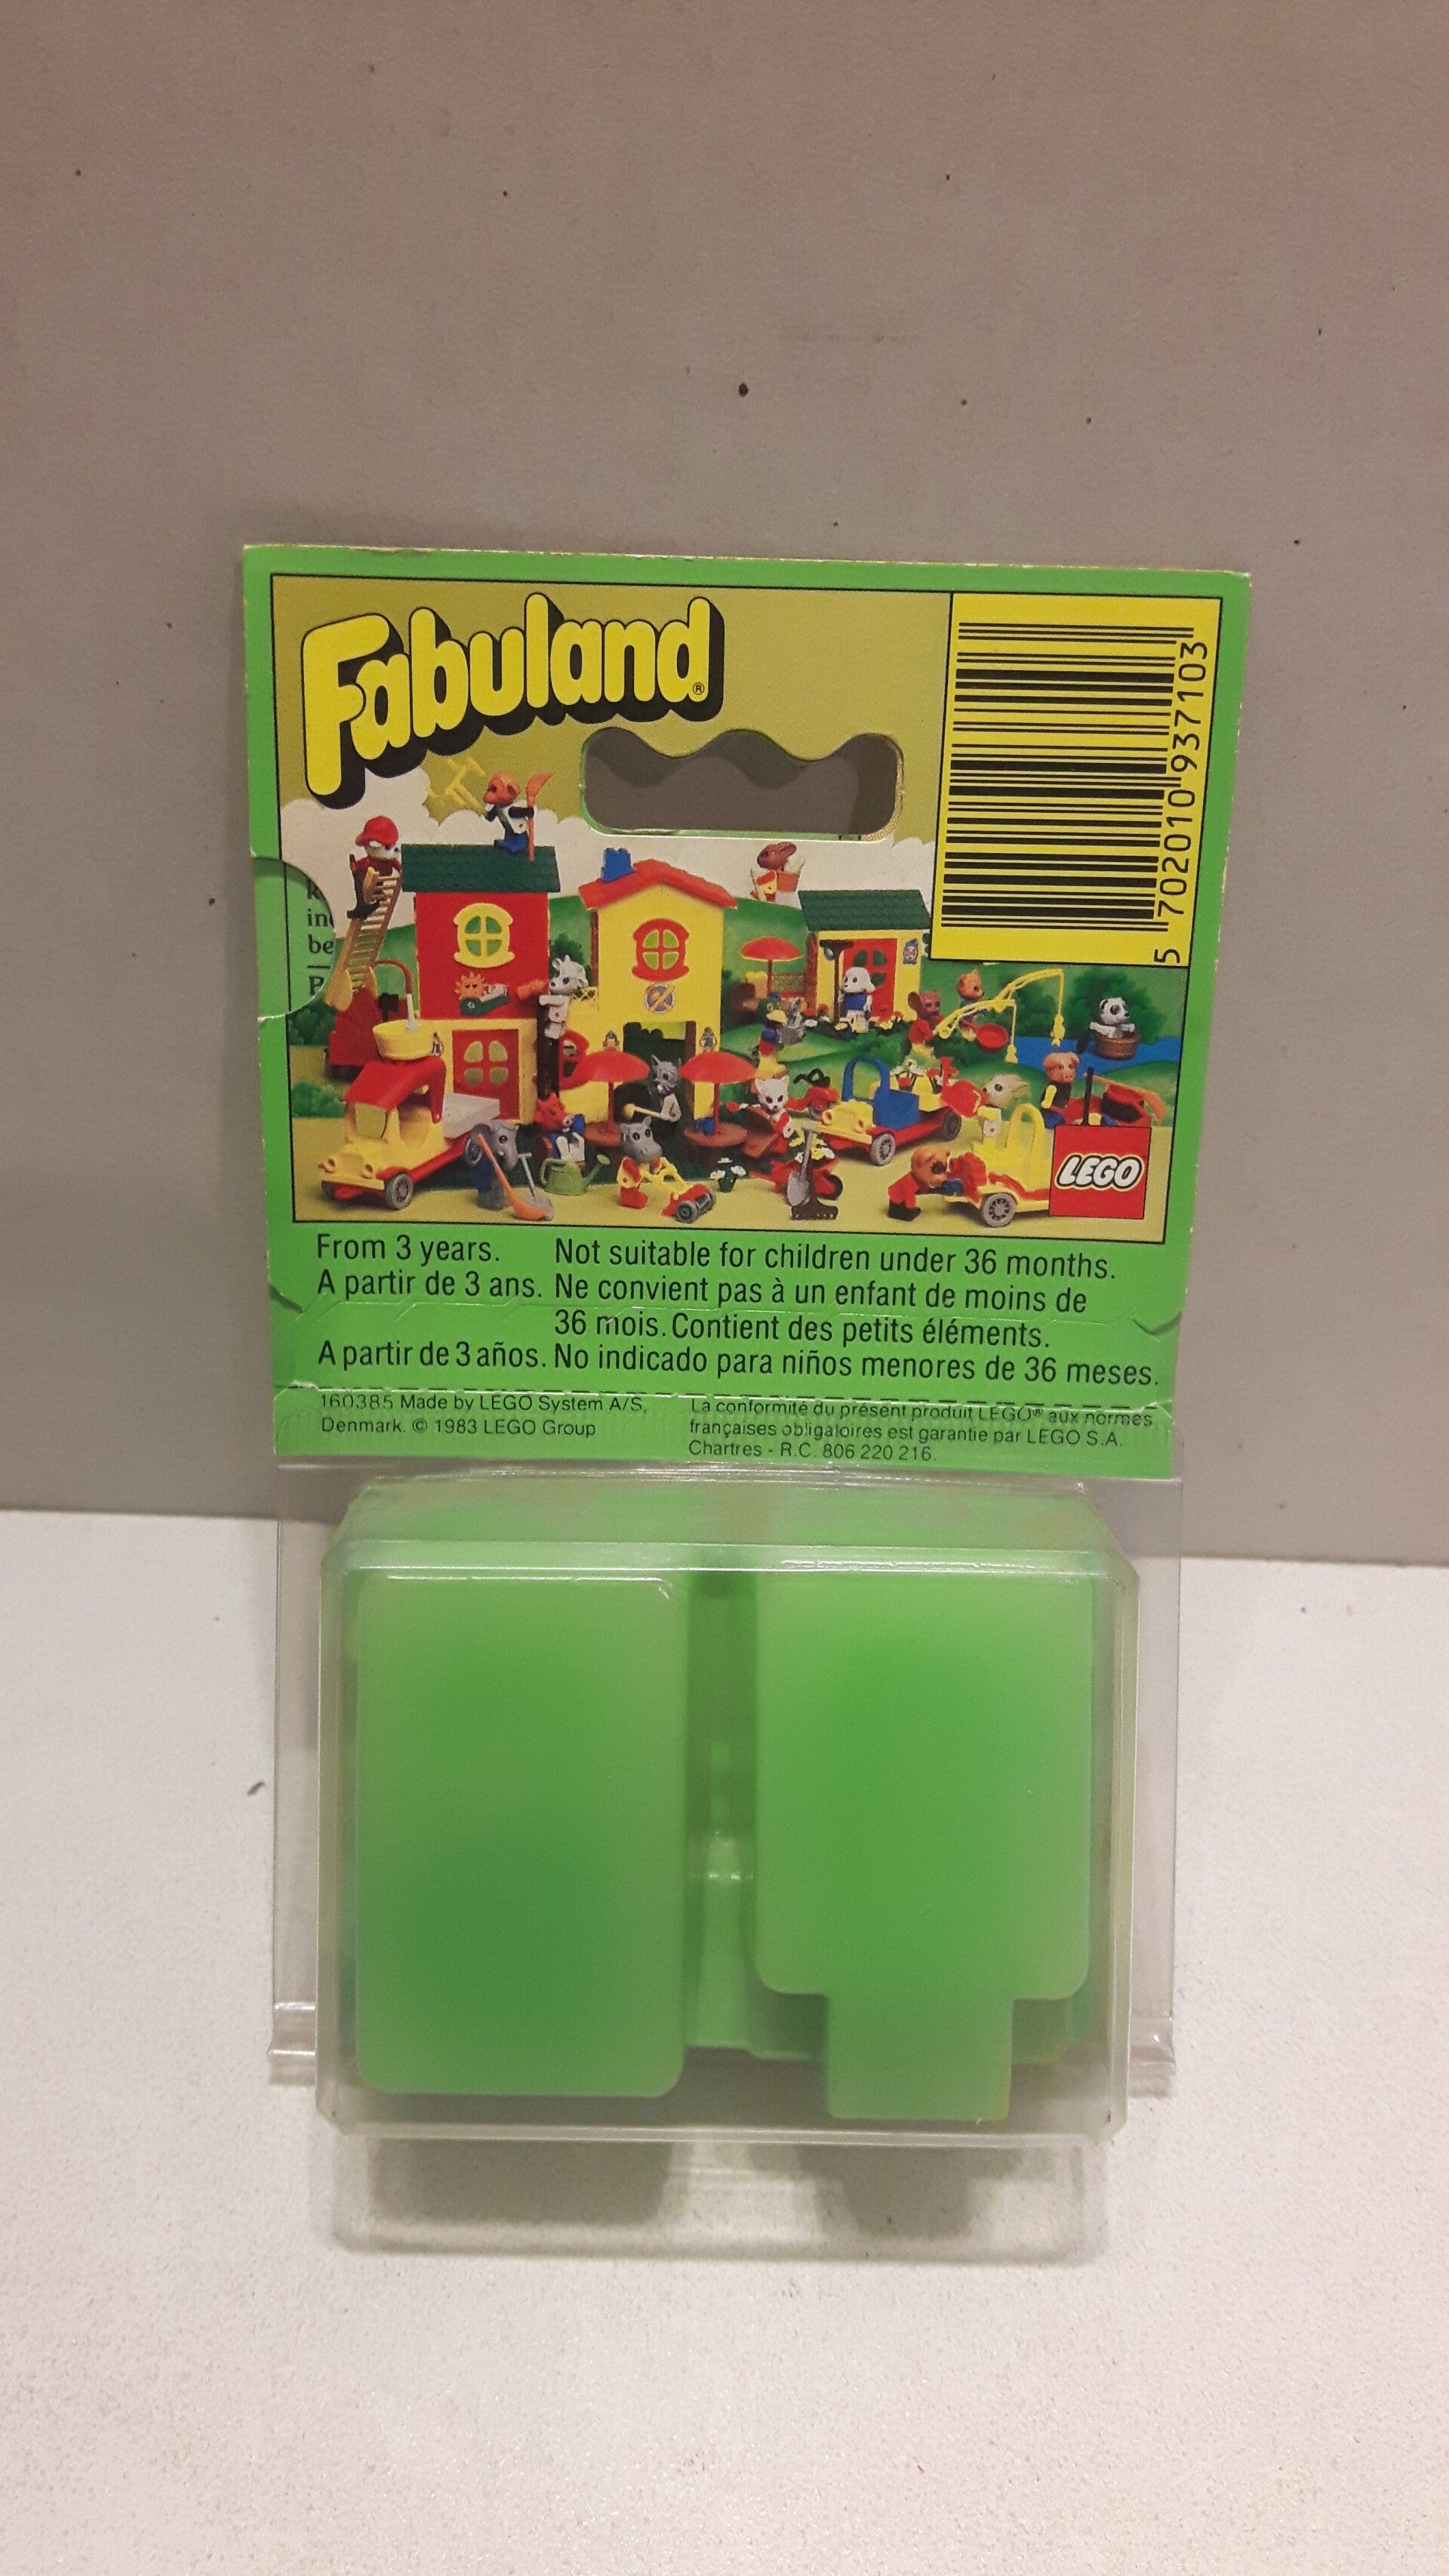 Fabuland®
5 702010 937103
in
be
LEGO
From 3 years. Not suitable for children under 36 months.
A partir de 3 ans. Ne convient pas à un enfant de moins de
36 mois. Contient des petits éléments.
A partir de 3 años. No indicado para niños menores de 36 meses.
160385 Made by LEGO System A/S,
Denmark. © 1983 LEGO Group
La conformité du présent produit LEGO® aux normes
françaises obligatoires est garantie par LEGO S.A.
Chartres - R.C. 806 220 216.